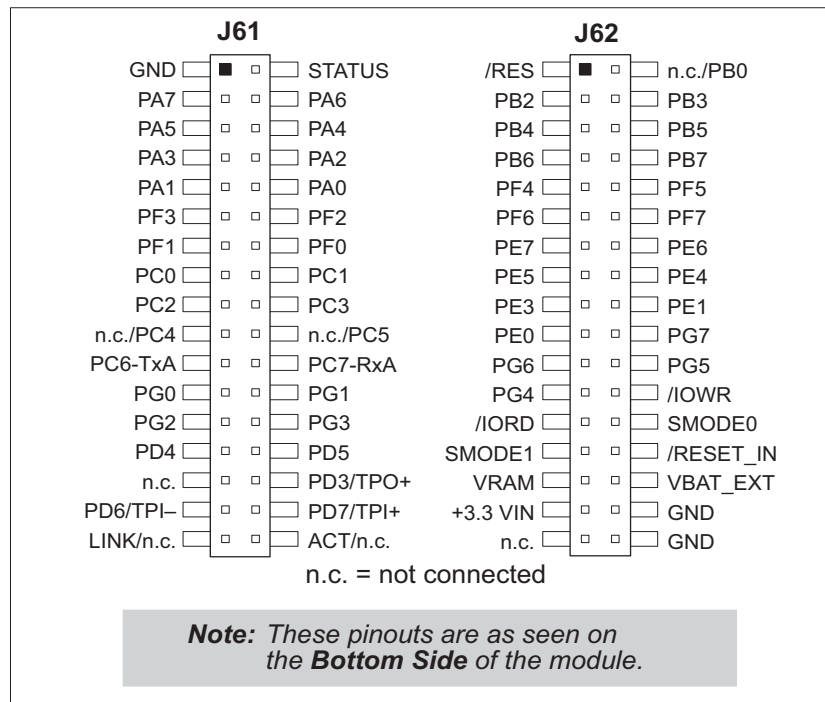 J61 J62
GND STATUS /RES n.c./PB0
PA7 PA6 PB2 PB3
PA5 PA4 PB4 PB5
PA3 PA2 PB6 PB7
PA1 PA0 PF4 PF5
PF3 PF2 PF6 PF7
PF1 PF0 PE7 PE6
PC0 PC1 PE5 PE4
PC2 PC3 PE3 PE1
n.c./PC4 n.c./PC5 PE0 PG7
PC6-TxA PC7-RxA PG6 PG5
PG0 PG1 PG4 /IOWR
PG2 PG3 /IORD SMODE0
PD4 PD5 SMODE1 /RESET_IN
n.c. PD3/TPO+ VRAM VBAT_EXT
PD6/TPI– PD7/TPI+ +3.3 VIN GND
LINK/n.c. ACT/n.c. n.c. GND
n.c. = not connected
Note: These pinouts are as seen on
the Bottom Side of the module.